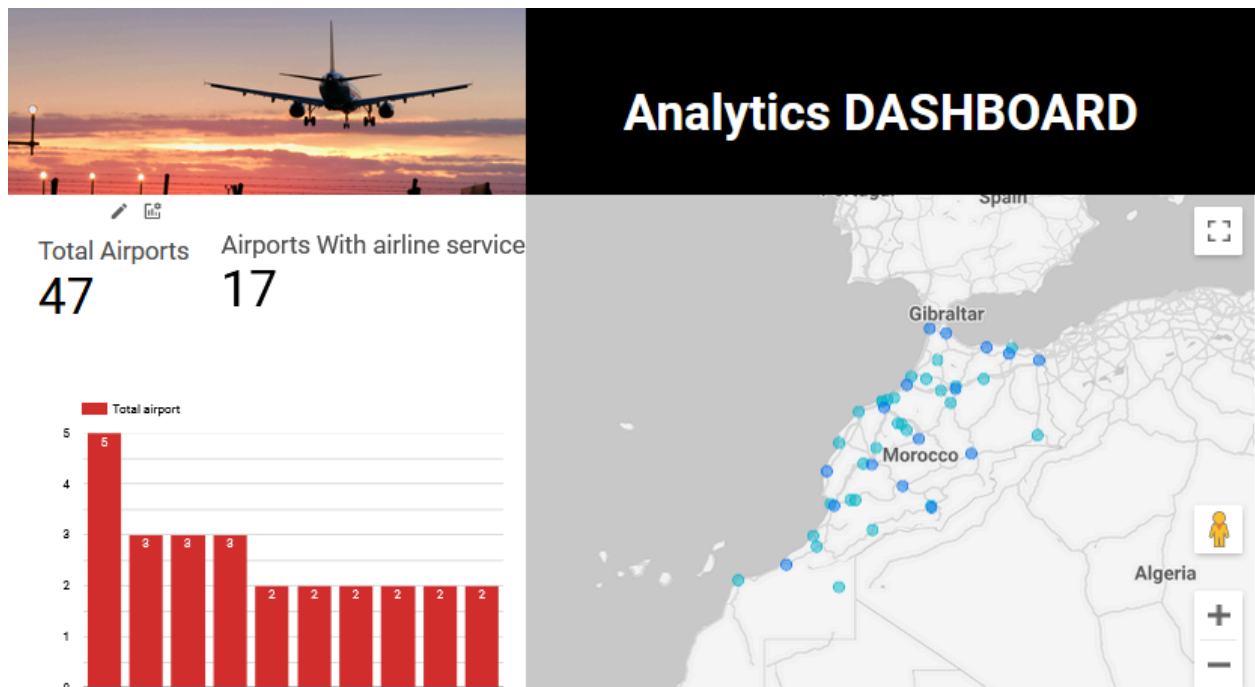 Analytics DASHBOARD
Total Airports
47
Airports With airline service
17
Total airport
5
4
3
2
1
0
5
3
3
3
2
2
2
2
2
2
Spain
Gibraltar
Morocco
Algeria